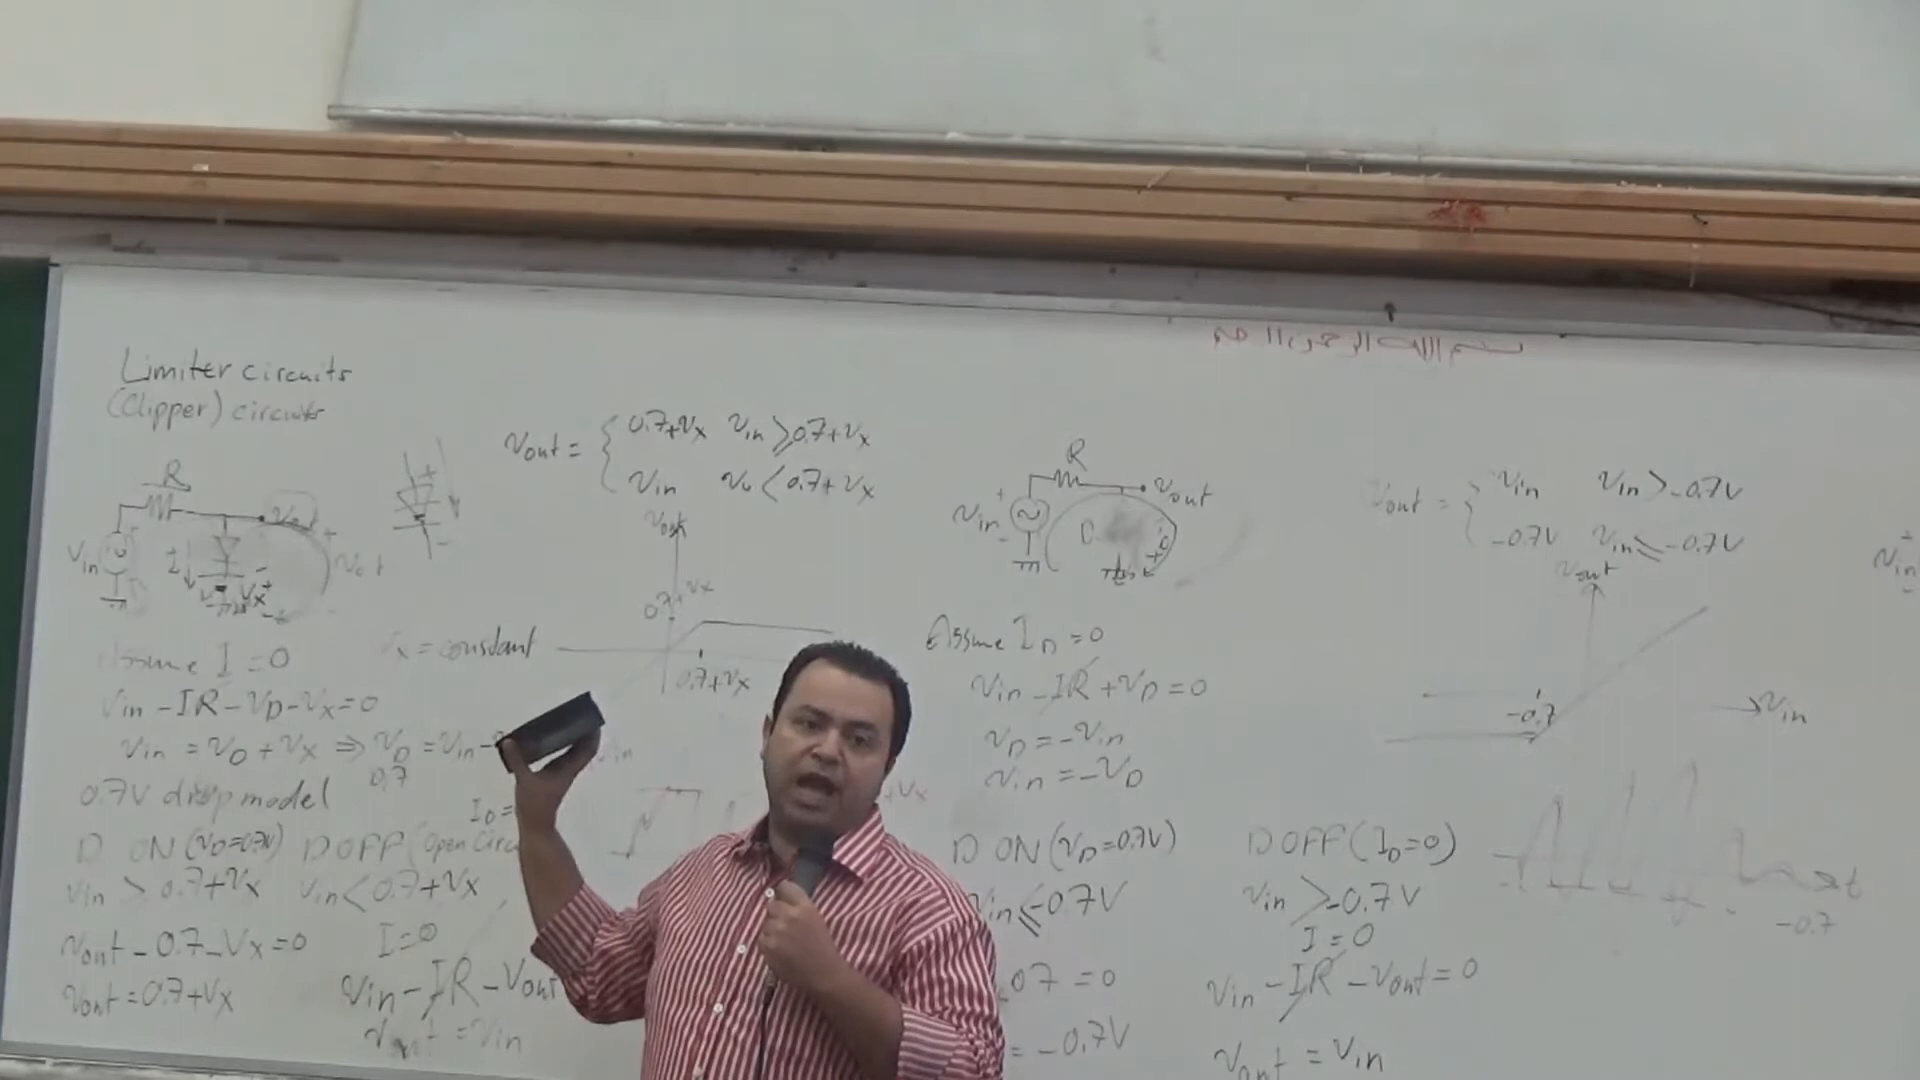 بسم الله الرحمن الرحيم
Limiter circuits
(Clipper) circuits
R
Vin
I
Vx
+
-
Vout = { 0.7+Vx Vin ⩾ 0.7+Vx
Vin < 0.7+Vx
Vout
0.7+Vx
0.7+Vx
Vx = constant
Assume I = 0
Vin - IR - VD - Vx = 0
Vin = VD + Vx ⇒ VD = Vin -
0.7
0.7V drop model
D ON (VD=0.7V) D OFF (Open Circ
Vin > 0.7+Vx Vin < 0.7+Vx
Vout - 0.7 - Vx = 0 I = 0
Vout = 0.7+Vx Vin - IR - Vout
Vout = Vin
R
Vin
Vout
D
Assume ID = 0
Vin - IR + VD = 0
VD = -Vin
Vin = -VD
D ON (VD=0.7V) D OFF (ID=0)
Vin ⩽ -0.7V Vin > -0.7V
I = 0
0.7 = 0 Vin - IR - Vout = 0
= -0.7V Vout = Vin
Vout = { Vin Vin > -0.7V
-0.7V Vin ⩽ -0.7V
Vout
-0.7
Vin
t
-0.7
Vin